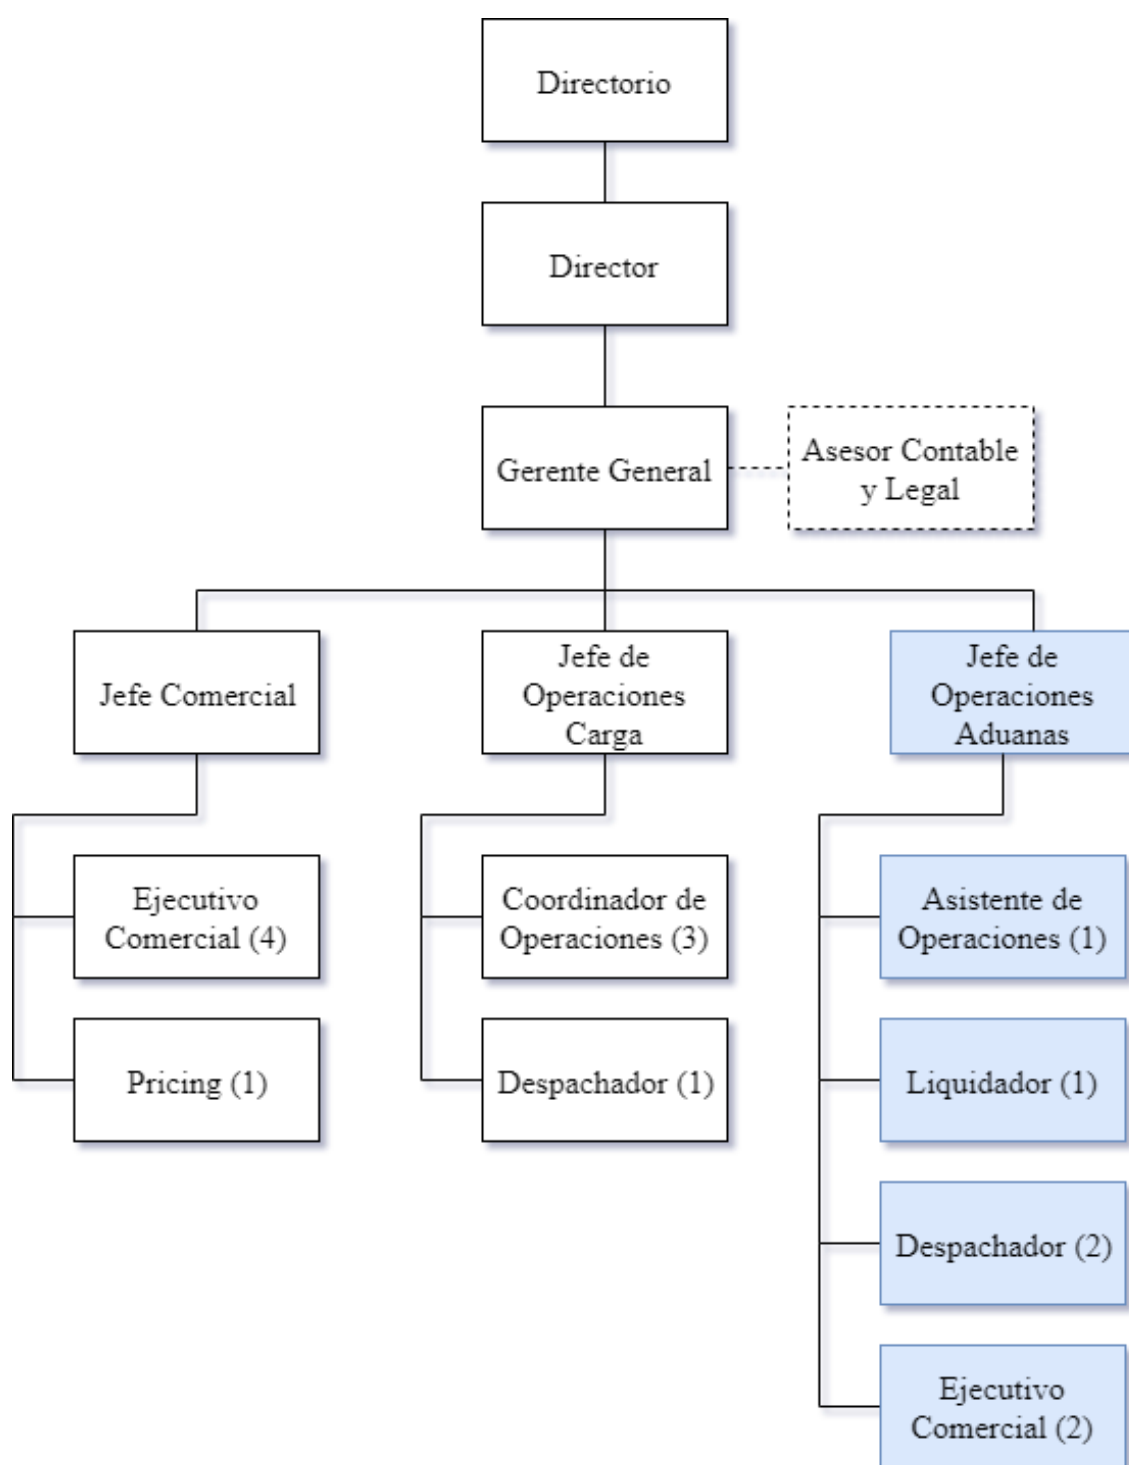 Directorio
Director
Gerente General
Asesor Contable
y Legal
Jefe Comercial
Jefe de
Operaciones
Carga
Jefe de
Operaciones
Aduanas
Ejecutivo
Comercial (4)
Coordinador de
Operaciones (3)
Asistente de
Operaciones (1)
Pricing (1)
Despachador (1)
Liquidador (1)
Despachador (2)
Ejecutivo
Comercial (2)